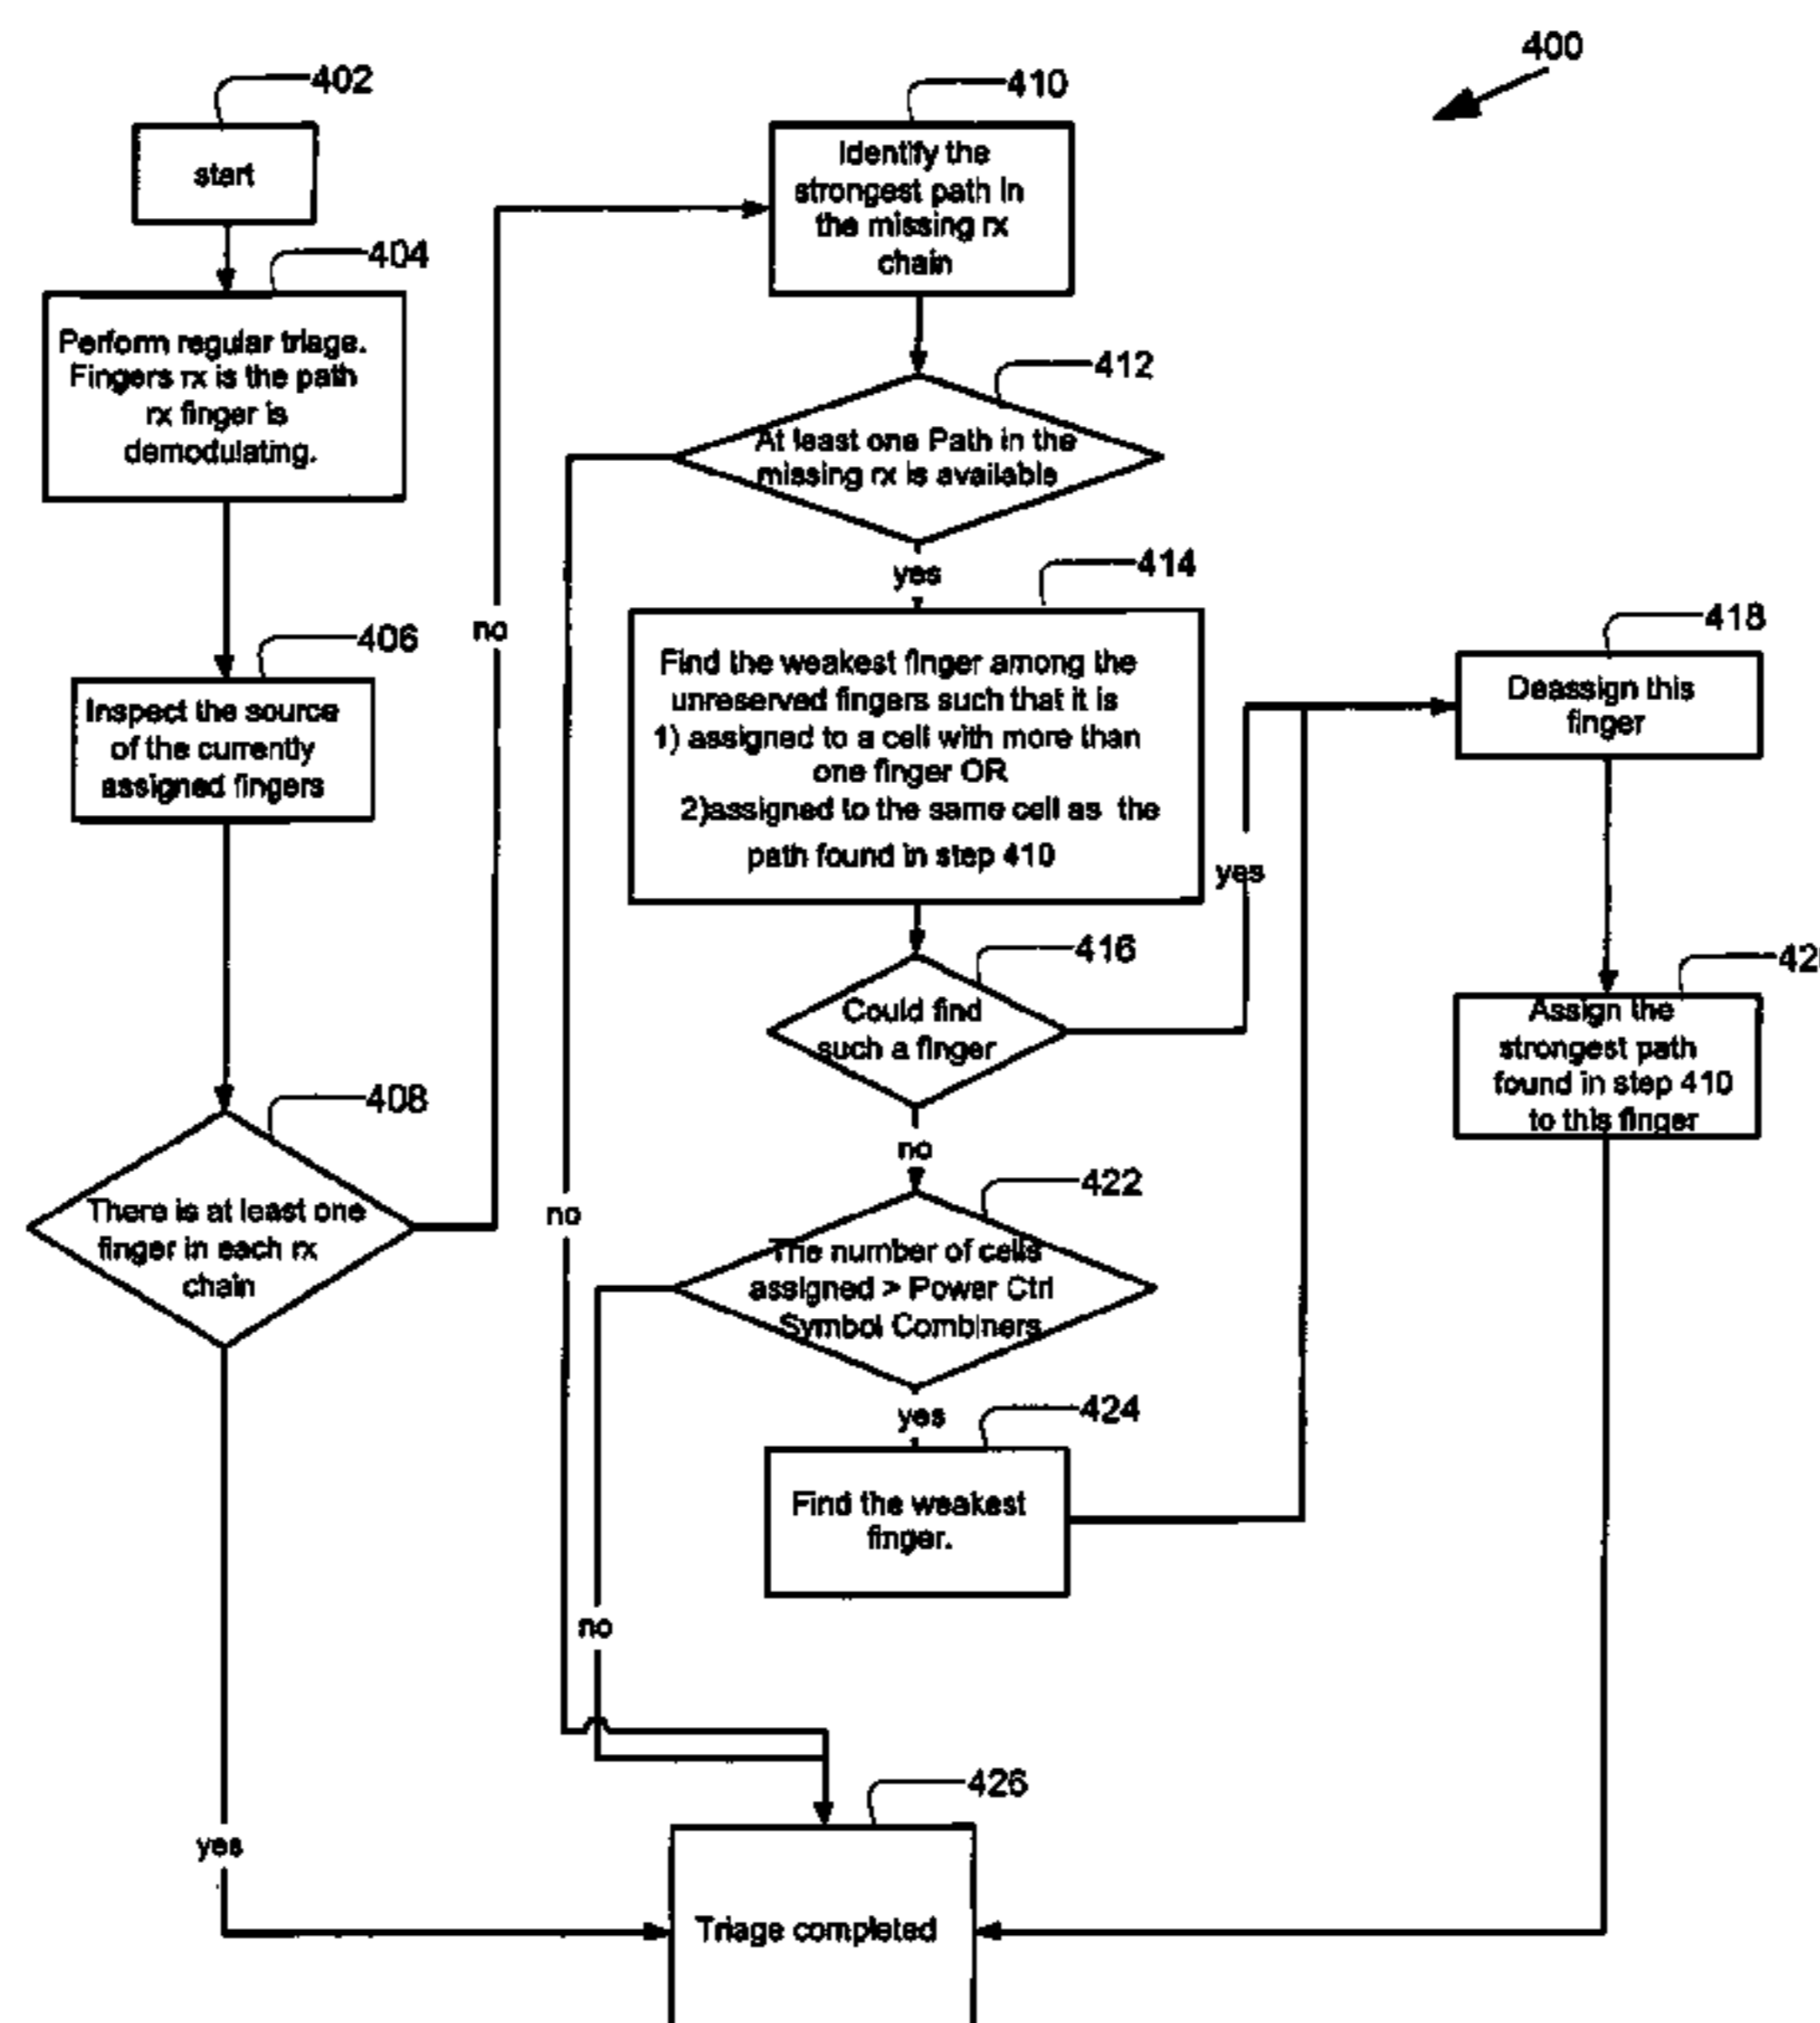 400
402
start
404
Perform regular triage.
Fingers rx is the path
rx finger is
demodulating.
406
Inspect the source
of the currently
assigned fingers
408
There is at least one
finger in each rx
chain
no
yes
410
Identify the
strongest path in
the missing rx
chain
412
At least one Path in the
missing rx is available
no
yes
414
Find the weakest finger among the
unreserved fingers such that it is
1) assigned to a cell with more than
one finger OR
2)assigned to the same cell as the
path found in step 410
416
Could find
such a finger
yes
no
422
The number of cells
assigned > Power Ctrl
Symbol Combiners
no
yes
424
Find the weakest
finger.
418
Deassign this
finger
42
Assign the
strongest path
found in step 410
to this finger
426
Triage completed